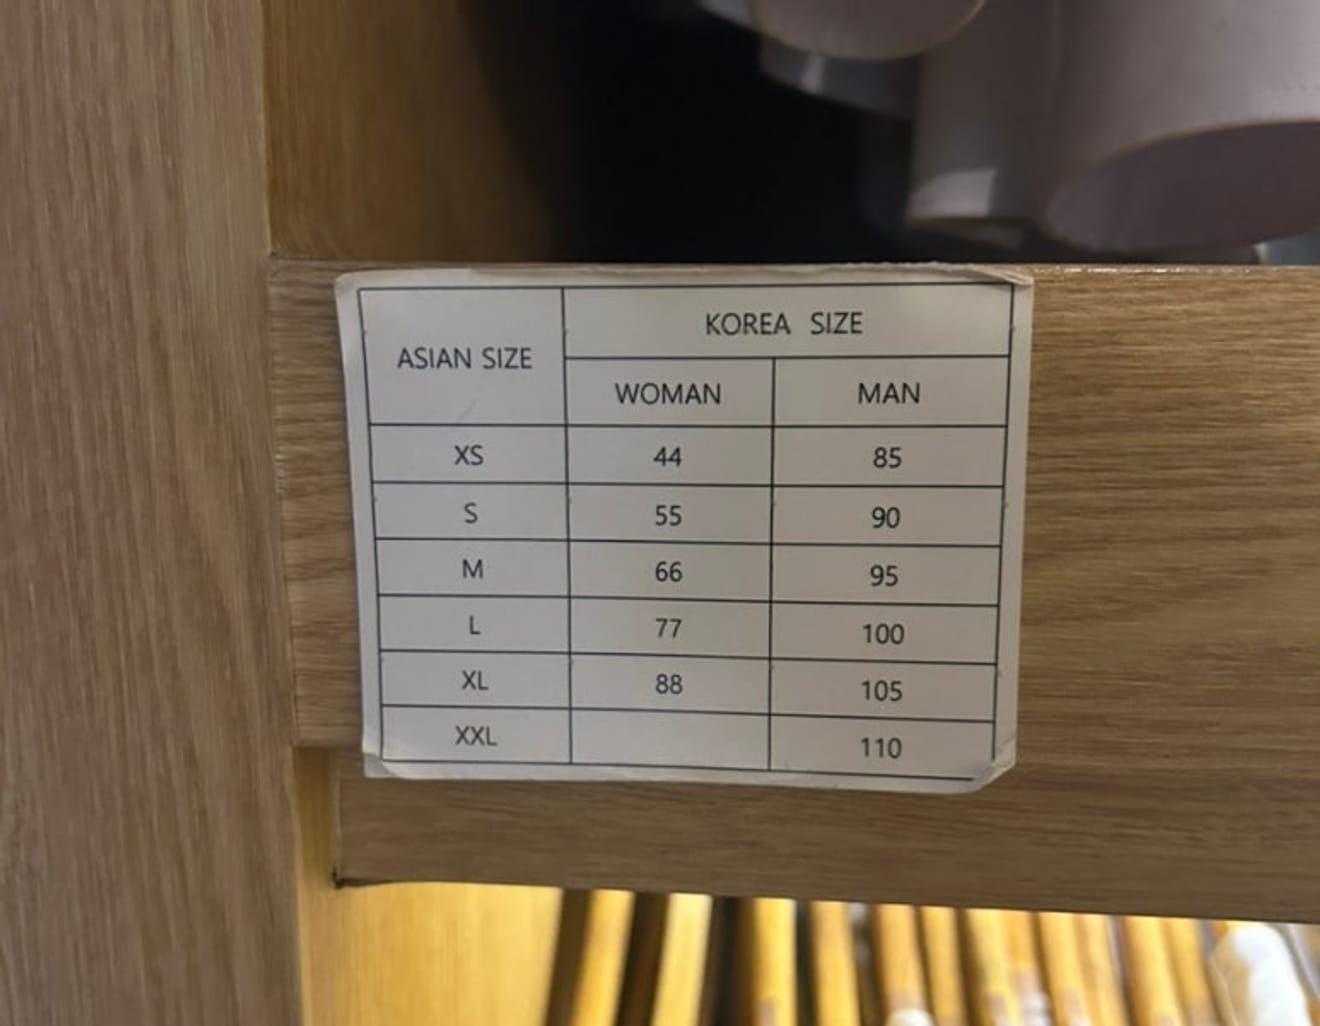 ASIAN SIZE KOREA SIZE
WOMAN MAN
XS 44 85
S 55 90
M 66 95
L 77 100
XL 88 105
XXL 110